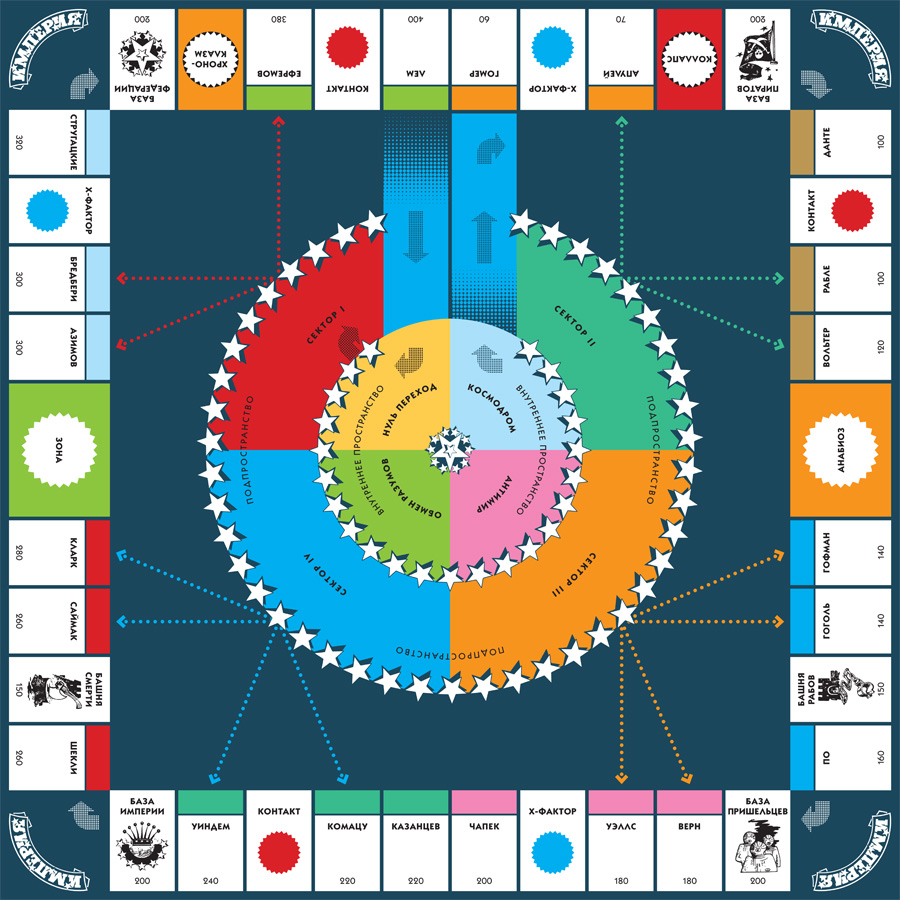 ИМПЕРИЯ
200
БАЗА
ФЕДЕРАЦИИ
ХРОНО-
КЛАЗМ
380
ЕФРЕМОВ
КОНТАКТ
400
ЛЕМ
60
ГОМЕР
Х-ФАКТОР
70
АПУЛЕЙ
КОЛЛАПС
200
БАЗА
ПИРАТОВ
ИМПЕРИЯ
СТРУГАЦКИЕ
320
Х-ФАКТОР
БРЕДБЕРИ
300
АЗИМОВ
300
ЗОНА
КЛАРК
280
САЙМАК
260
БАШНЯ
СМЕРТИ
150
ШЕКЛИ
260
СЕКТОР I
ПОДПРОСТРАНСТВО
СЕКТОР II
ПОДПРОСТРАНСТВО
НУЛЬ ПЕРЕХОД
ВНУТРЕННЕЕ ПРОСТРАНСТВО
КОСМОДРОМ
ВНУТРЕННЕЕ ПРОСТРАНСТВО
ОБМЕН РАЗУМОВ
АНТИМИР
СЕКТОР IV
СЕКТОР III
ПОДПРОСТРАНСТВО
ДАНТЕ
100
КОНТАКТ
РАБЛЕ
100
ВОЛЬТЕР
120
АНАБИОЗ
ГОФМАН
140
ГОГОЛЬ
140
БАШНЯ
РАБОВ
150
ПО
160
ИМПЕРИЯ
БАЗА
ИМПЕРИИ
200
УИНДЕМ
240
КОНТАКТ
КОМАЦУ
220
КАЗАНЦЕВ
220
ЧАПЕК
200
Х-ФАКТОР
УЭЛЛС
180
ВЕРН
180
БАЗА
ПРИШЕЛЬЦЕВ
200
ИМПЕРИЯ